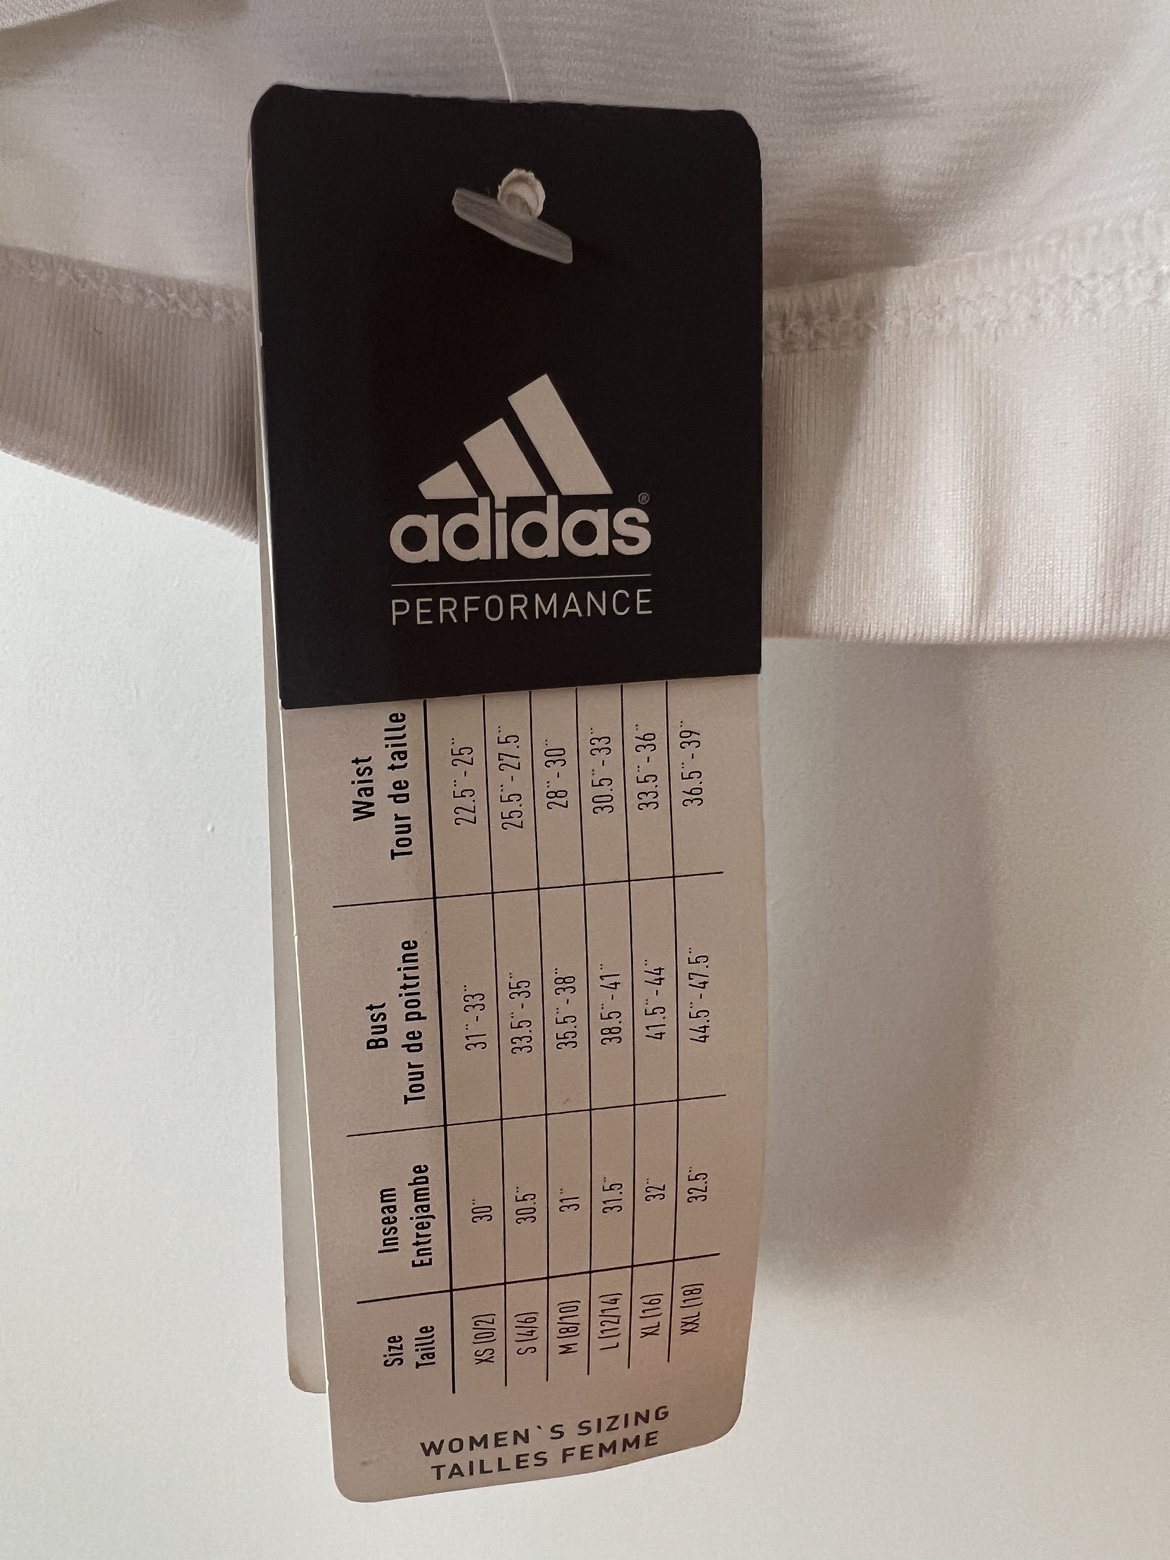 adidas®
PERFORMANCE
Size Inseam Bust Waist
Taille Entrejambe Tour de poitrine Tour de taille
XS (0/2) 30" 31"-33" 22.5"-25"
S (4/6) 30.5" 33.5"-35" 25.5"-27.5"
M (8/10) 31" 35.5"-38" 28"-30"
L (12/14) 31.5" 38.5"-41" 30.5"-33"
XL (16) 32" 41.5"-44" 33.5"-36"
XXL (18) 32.5" 44.5"-47.5" 36.5"-39"
WOMEN`S SIZING
TAILLES FEMME